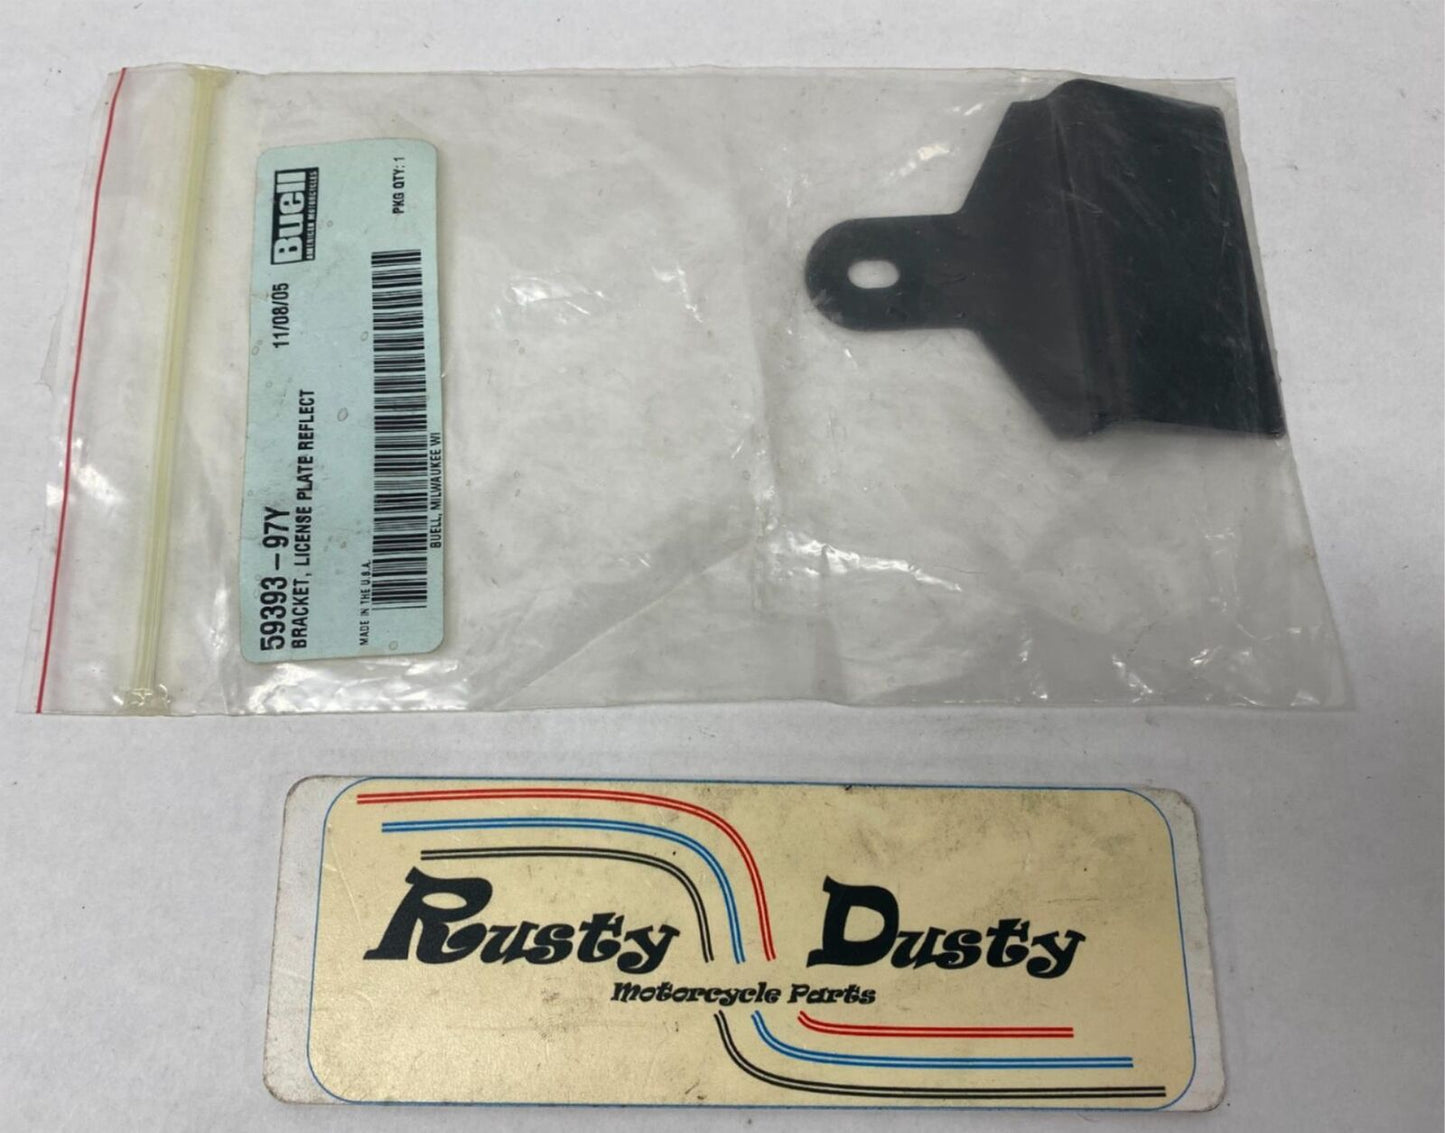 Buell
AMERICAN MOTORCYCLES
11/08/05
59393-97Y
BRACKET, LICENSE PLATE REFLECT
PKG QTY: 1
MADE IN THE U.S.A.
BUELL, MILWAUKEE WI
Rusty Dusty
Motorcycle Parts